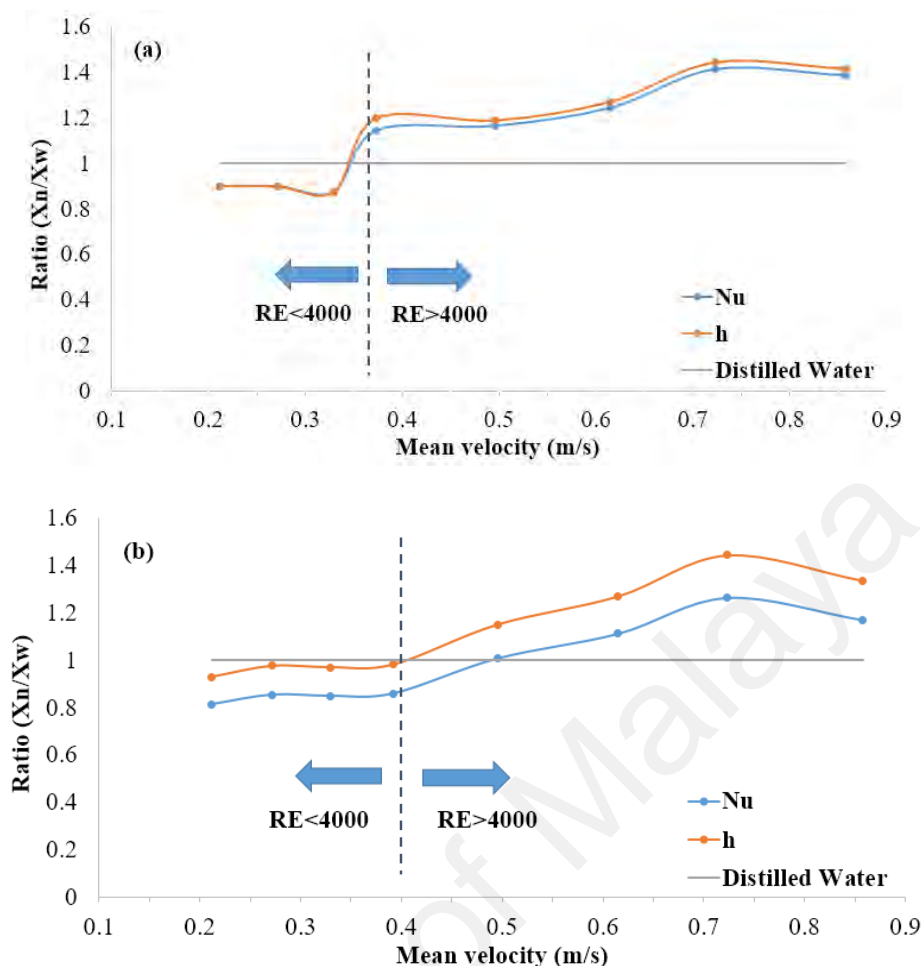 (a)
Ratio (Xn/Xw)
1.6
1.4
1.2
1
0.8
0.6
0.4
0.2
0
RE<4000 RE>4000
Nu
h
Distilled Water
0.1 0.2 0.3 0.4 0.5 0.6 0.7 0.8 0.9
Mean velocity (m/s)
(b)
Ratio (Xn/Xw)
1.6
1.4
1.2
1
0.8
0.6
0.4
0.2
0
RE<4000 RE>4000
Nu
h
Distilled Water
0.1 0.2 0.3 0.4 0.5 0.6 0.7 0.8 0.9
Mean velocity (m/s)
of Malaya